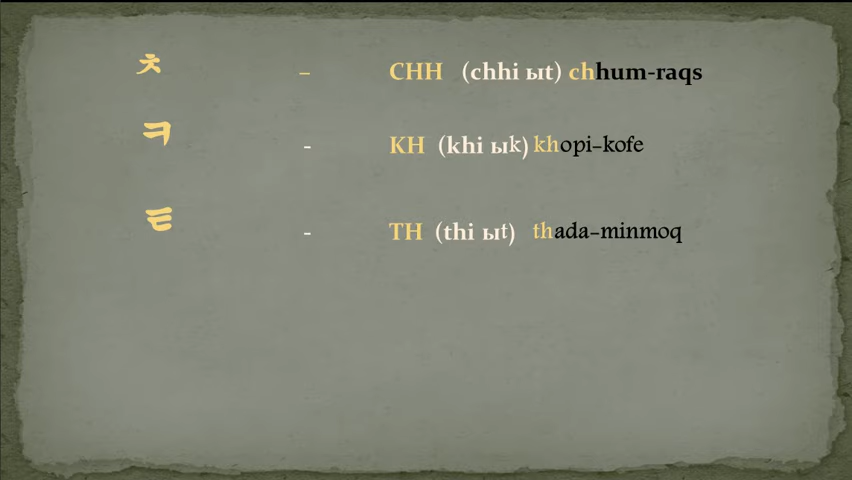 ㅊ – CHH (chhi ыt) chhum-raqs
ㅋ - KH (khi ыk) khopi-kofe
ㅌ - TH (thi ыt) thada-minmoq